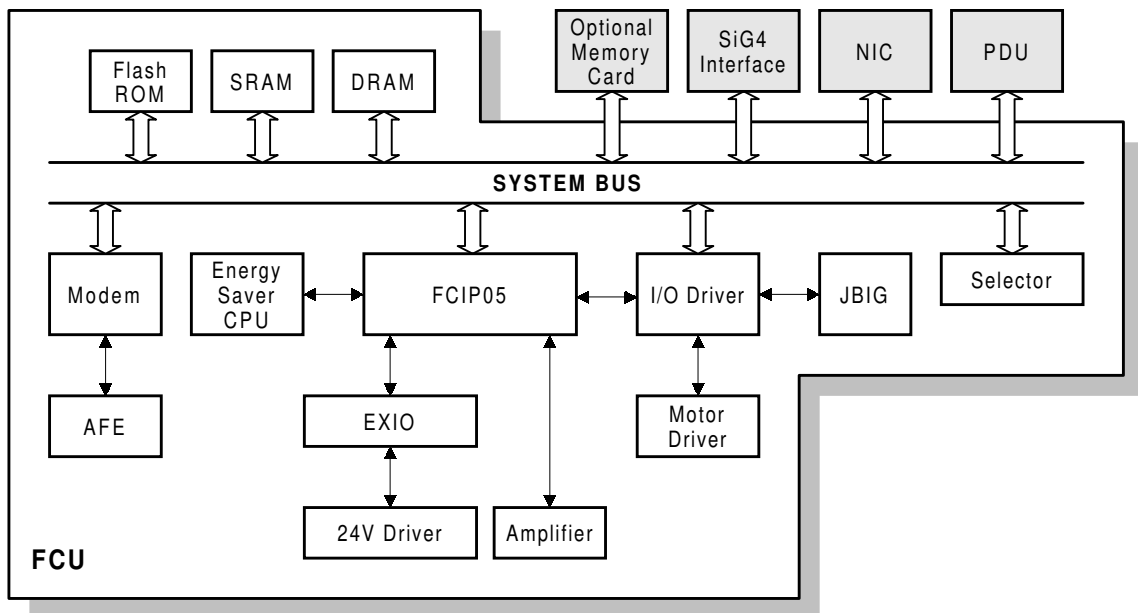 Flash
ROM
SRAM
DRAM
Optional
Memory
Card
SiG4
Interface
NIC
PDU
SYSTEM BUS
Modem
Energy
Saver
CPU
FCIP05
I/O Driver
JBIG
Selector
AFE
EXIO
Motor
Driver
24V Driver
Amplifier
FCU